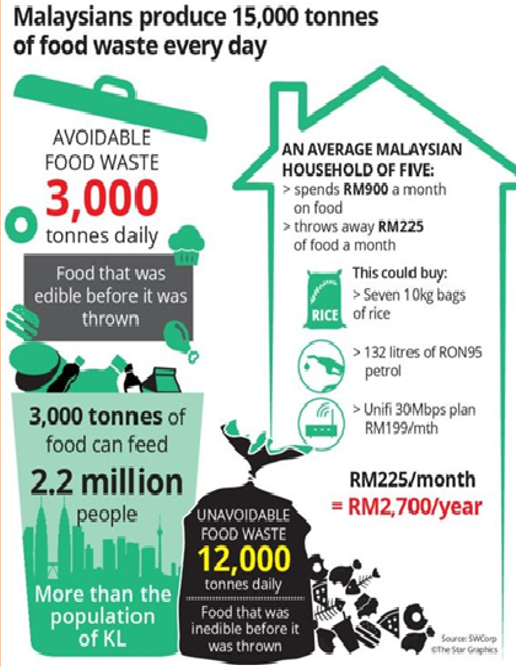 Malaysians produce 15,000 tonnes
of food waste every day
AVOIDABLE
FOOD WASTE
3,000
tonnes daily
Food that was
edible before it was
thrown
3,000 tonnes of
food can feed
2.2 million
people
More than the
population
of KL
UNAVOIDABLE
FOOD WASTE
12,000
tonnes daily
Food that was
inedible before it
was thrown
AN AVERAGE MALAYSIAN
HOUSEHOLD OF FIVE:
> spends RM900 a month
on food
> throws away RM225
of food a month
This could buy:
> Seven 10kg bags
of rice
RICE
> 132 litres of RON95
petrol
> Unifi 30Mbps plan
RM199/mth
RM225/month
= RM2,700/year
Source: SWCorp
©The Star Graphics